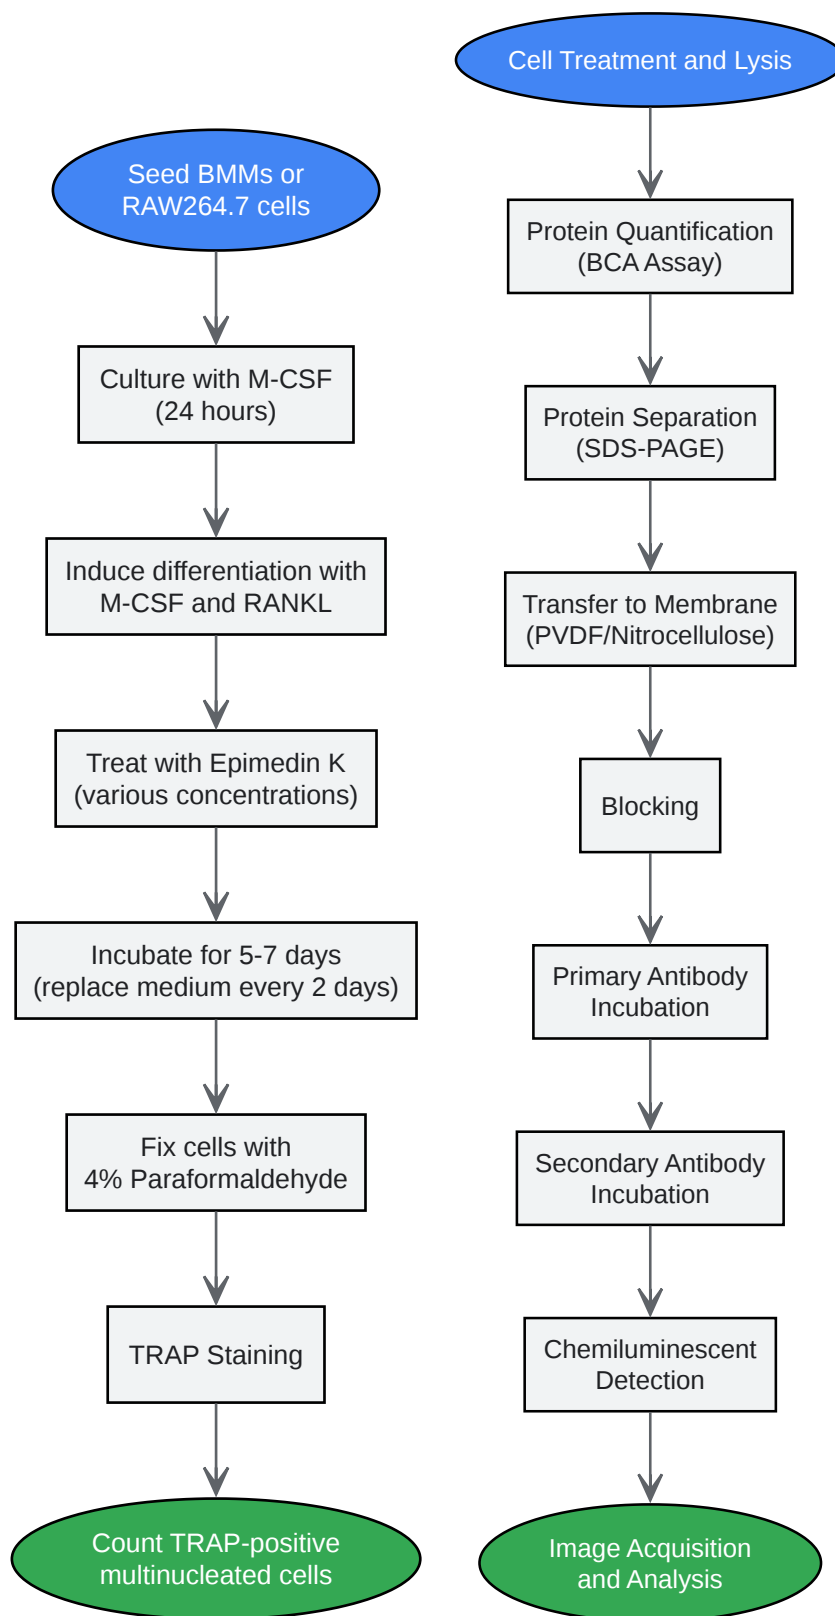 Seed BMMs or
RAW264.7 cells
Culture with M-CSF
(24 hours)
Induce differentiation with
M-CSF and RANKL
Treat with Epimedin K
(various concentrations)
Incubate for 5-7 days
(replace medium every 2 days)
Fix cells with
4% Paraformaldehyde
TRAP Staining
Count TRAP-positive
multinucleated cells
Cell Treatment and Lysis
Protein Quantification
(BCA Assay)
Protein Separation
(SDS-PAGE)
Transfer to Membrane
(PVDF/Nitrocellulose)
Blocking
Primary Antibody
Incubation
Secondary Antibody
Incubation
Chemiluminescent
Detection
Image Acquisition
and Analysis